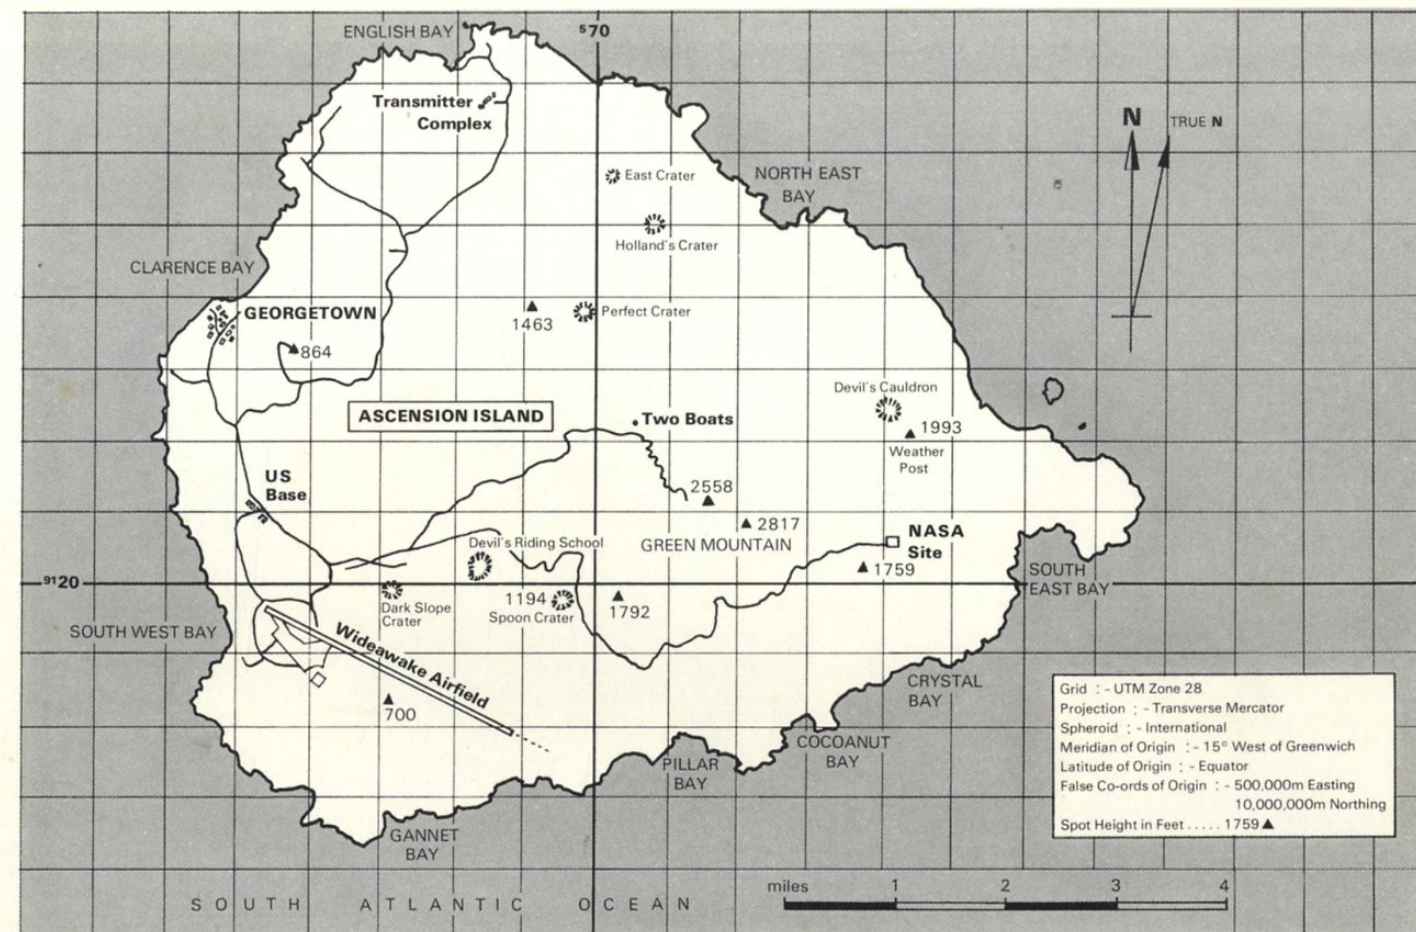 ENGLISH BAY
⁵70
Transmitter
Complex
N
TRUE N
East Crater
NORTH EAST
BAY
Holland's Crater
CLARENCE BAY
GEORGETOWN
1463
Perfect Crater
864
Devil's Cauldron
ASCENSION ISLAND
Two Boats
1993
Weather
Post
US
Base
2558
2817
GREEN MOUNTAIN
NASA
Site
Devil's Riding School
1759
SOUTH
EAST BAY
⁹¹20
Dark Slope
Crater
1194
Spoon Crater
1792
SOUTH WEST BAY
Wideawake Airfield
700
CRYSTAL
BAY
COCOANUT
BAY
PILLAR
BAY
GANNET
BAY
Grid : - UTM Zone 28
Projection : - Transverse Mercator
Spheroid : - International
Meridian of Origin : - 15° West of Greenwich
Latitude of Origin : - Equator
False Co-ords of Origin : - 500,000m Easting
10,000,000m Northing
Spot Height in Feet ..... 1759 ▲
miles 1 2 3 4
SOUTH ATLANTIC OCEAN